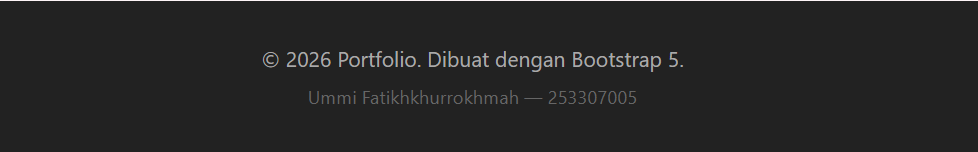 © 2026 Portfolio. Dibuat dengan Bootstrap 5.
Ummi Fatikhkhurrokhmah — 253307005